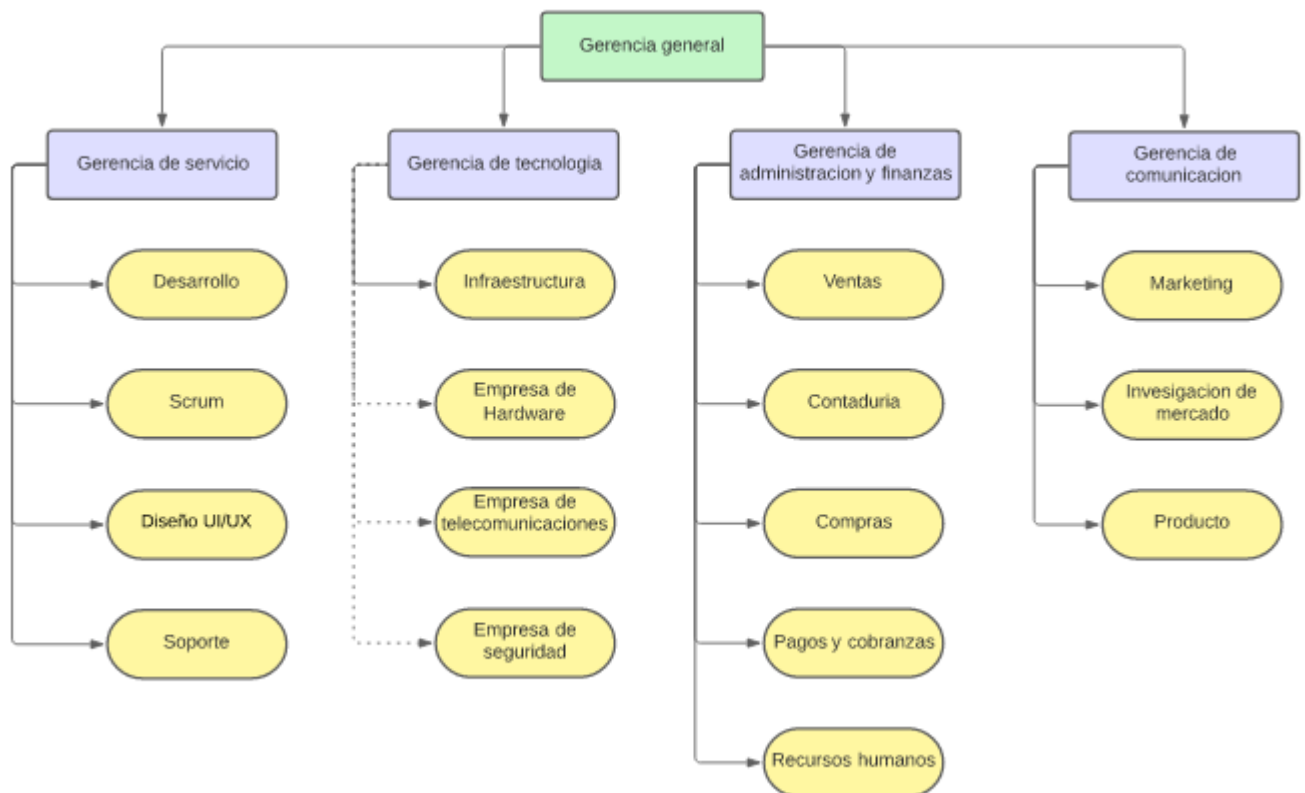 Gerencia general
Gerencia de servicio
Gerencia de tecnologia
Gerencia de
administracion y finanzas
Gerencia de
comunicacion
Desarrollo
Infraestructura
Ventas
Marketing
Scrum
Empresa de
Hardware
Contaduria
Invesigacion de
mercado
Diseño UI/UX
Empresa de
telecomunicaciones
Compras
Producto
Soporte
Empresa de
seguridad
Pagos y cobranzas
Recursos humanos